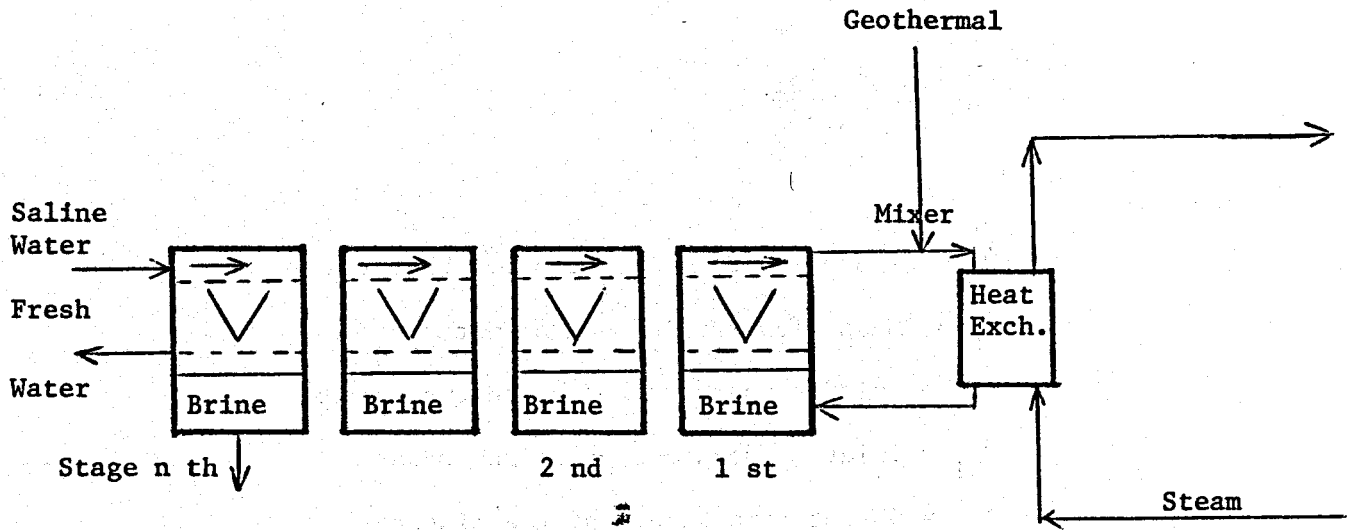 Geothermal
Saline
Water
Mixer
Fresh
Heat
Exch.
Water
Brine
Brine
Brine
Brine
Stage n th
2 nd
1 st
Steam